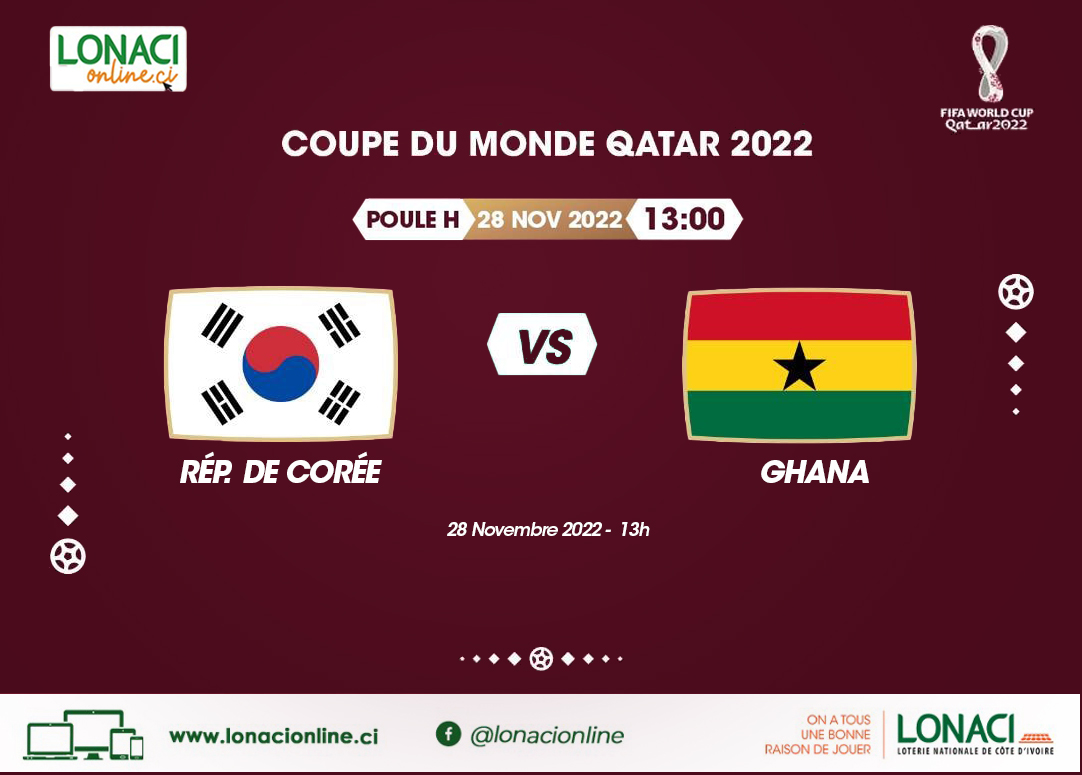 LONACI
online.ci
FIFA WORLD CUP
Qatar2022
COUPE DU MONDE QATAR 2022
POULE H 28 NOV 2022 13:00
VS
RÉP. DE CORÉE
GHANA
28 Novembre 2022 - 13h
www.lonacionline.ci
@lonacionline
ON A TOUS
UNE BONNE
RAISON DE JOUER
LONACI
LOTERIE NATIONALE DE CÔTE D'IVOIRE